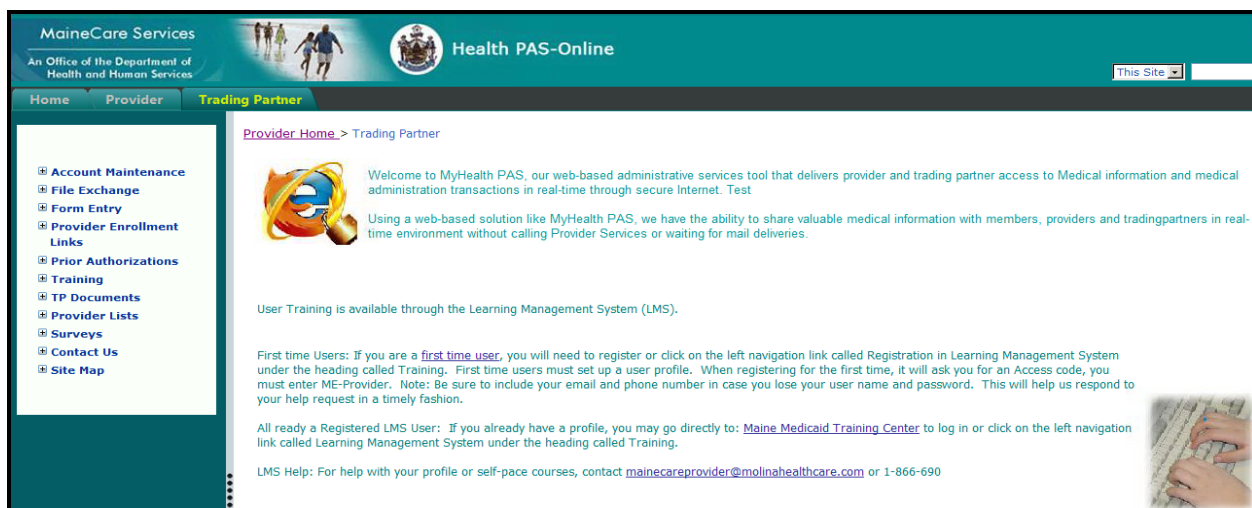 MaineCare Services
An Office of the Department of
Health and Human Services
Health PAS-Online
This Site
Home Provider Trading Partner
Account Maintenance
File Exchange
Form Entry
Provider Enrollment
Links
Prior Authorizations
Training
TP Documents
Provider Lists
Surveys
Contact Us
Site Map
Provider Home > Trading Partner
Welcome to MyHealth PAS, our web-based administrative services tool that delivers provider and trading partner access to Medical information and medical
administration transactions in real-time through secure Internet. Test
Using a web-based solution like MyHealth PAS, we have the ability to share valuable medical information with members, providers and tradingpartners in real-
time environment without calling Provider Services or waiting for mail deliveries.
User Training is available through the Learning Management System (LMS).
First time Users: If you are a first time user, you will need to register or click on the left navigation link called Registration in Learning Management System
under the heading called Training. First time users must set up a user profile. When registering for the first time, it will ask you for an Access code, you
must enter ME-Provider. Note: Be sure to include your email and phone number in case you lose your user name and password. This will help us respond to
your help request in a timely fashion.
All ready a Registered LMS User: If you already have a profile, you may go directly to: Maine Medicaid Training Center to log in or click on the left navigation
link called Learning Management System under the heading called Training.
LMS Help: For help with your profile or self-pace courses, contact mainecareprovider@molinahealthcare.com or 1-866-690